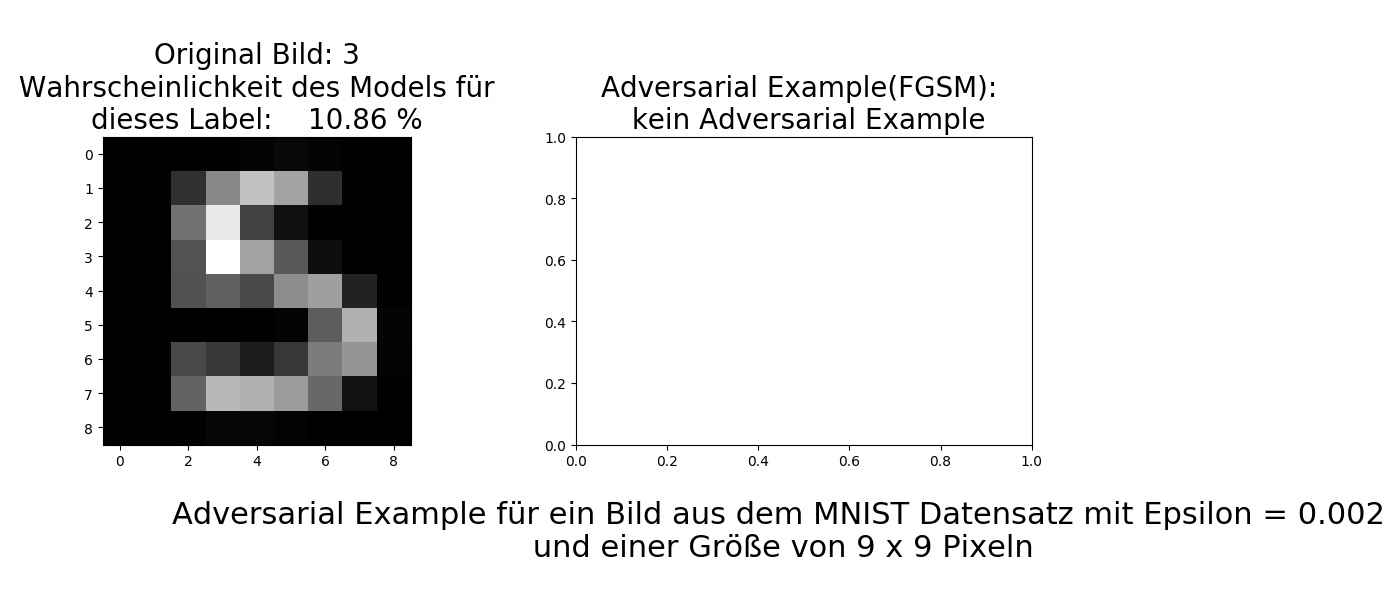 Original Bild: 3
Wahrscheinlichkeit des Models für
dieses Label:    10.86 %
0
1
2
3
4
5
6
7
8
0 2 4 6 8
Adversarial Example(FGSM):
kein Adversarial Example
1.0
0.8
0.6
0.4
0.2
0.0
0.0 0.2 0.4 0.6 0.8 1.0
Adversarial Example für ein Bild aus dem MNIST Datensatz mit Epsilon = 0.002
und einer Größe von 9 x 9 Pixeln